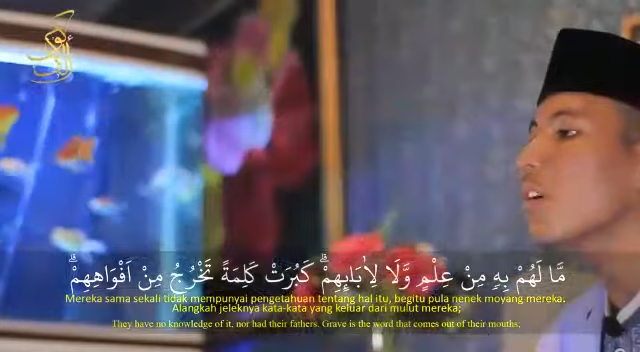 مَّا لَهُمْ بِهٖ مِنْ عِلْمٍ وَّلَا لِاٰبَاۤىِٕهِمْۗ كَبُرَتْ كَلِمَةً تَخْرُجُ مِنْ اَفْوَاهِهِمْۗ
Mereka sama sekali tidak mempunyai pengetahuan tentang hal itu, begitu pula nenek moyang mereka.
Alangkah jeleknya kata-kata yang keluar dari mulut mereka;
They have no knowledge of it, nor had their fathers. Grave is the word that comes out of their mouths;